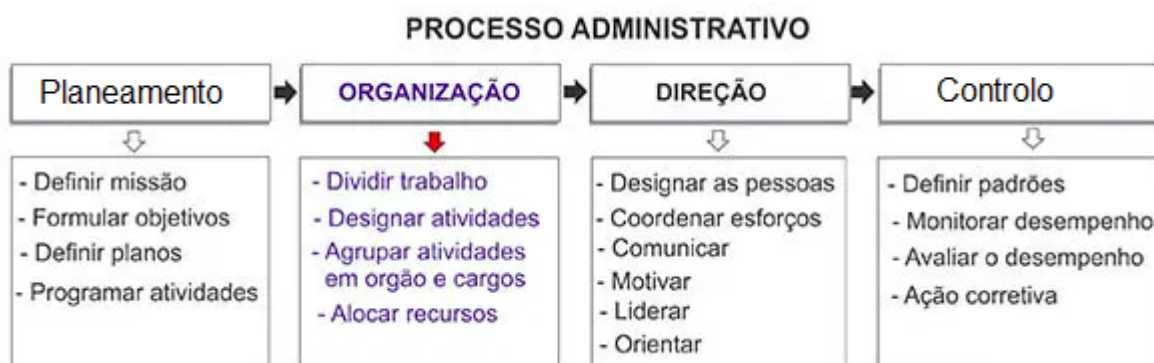 PROCESSO ADMINISTRATIVO
Planeamento
ORGANIZAÇÃO
DIREÇÃO
Controlo
- Definir missão
- Formular objetivos
- Definir planos
- Programar atividades
- Dividir trabalho
- Designar atividades
- Agrupar atividades
em orgão e cargos
- Alocar recursos
- Designar as pessoas
- Coordenar esforços
- Comunicar
- Motivar
- Liderar
- Orientar
- Definir padrões
- Monitorar desempenho
- Avaliar o desempenho
- Ação corretiva